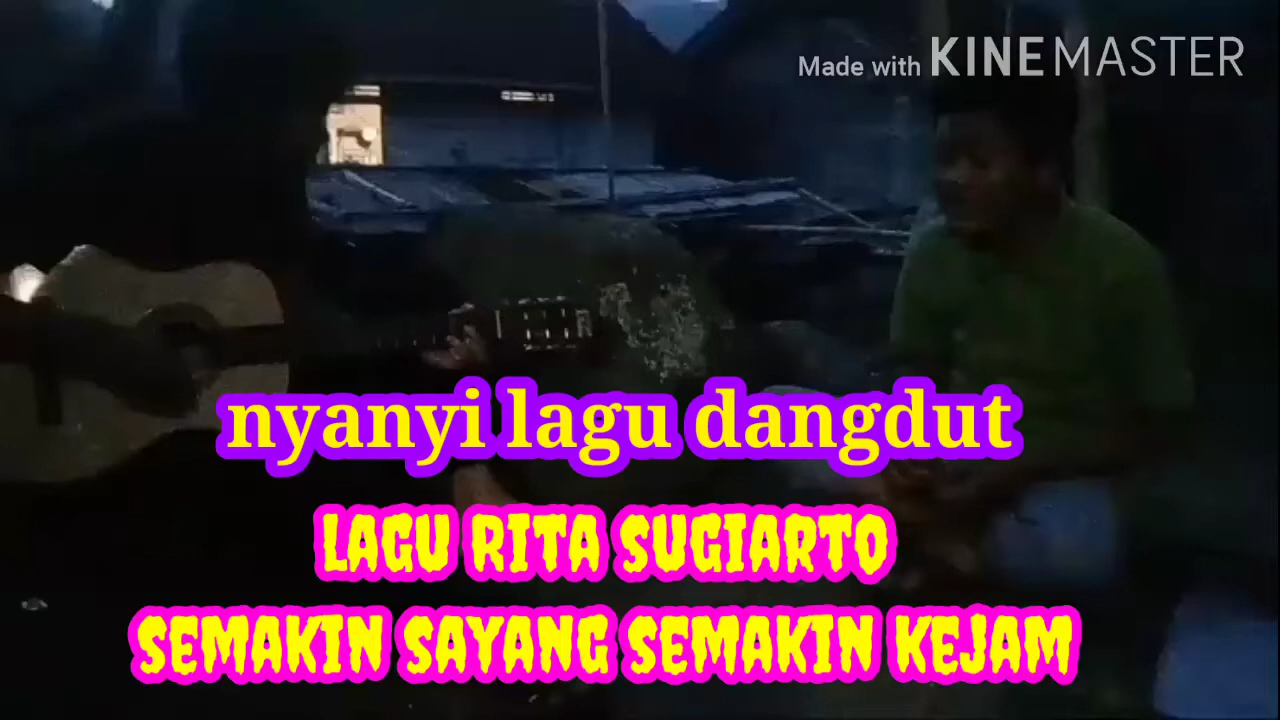 Made with KINEMASTER
nyanyi lagu dangdut
LAGU RITA SUGIARTO
SEMAKIN SAYANG SEMAKIN KEJAM